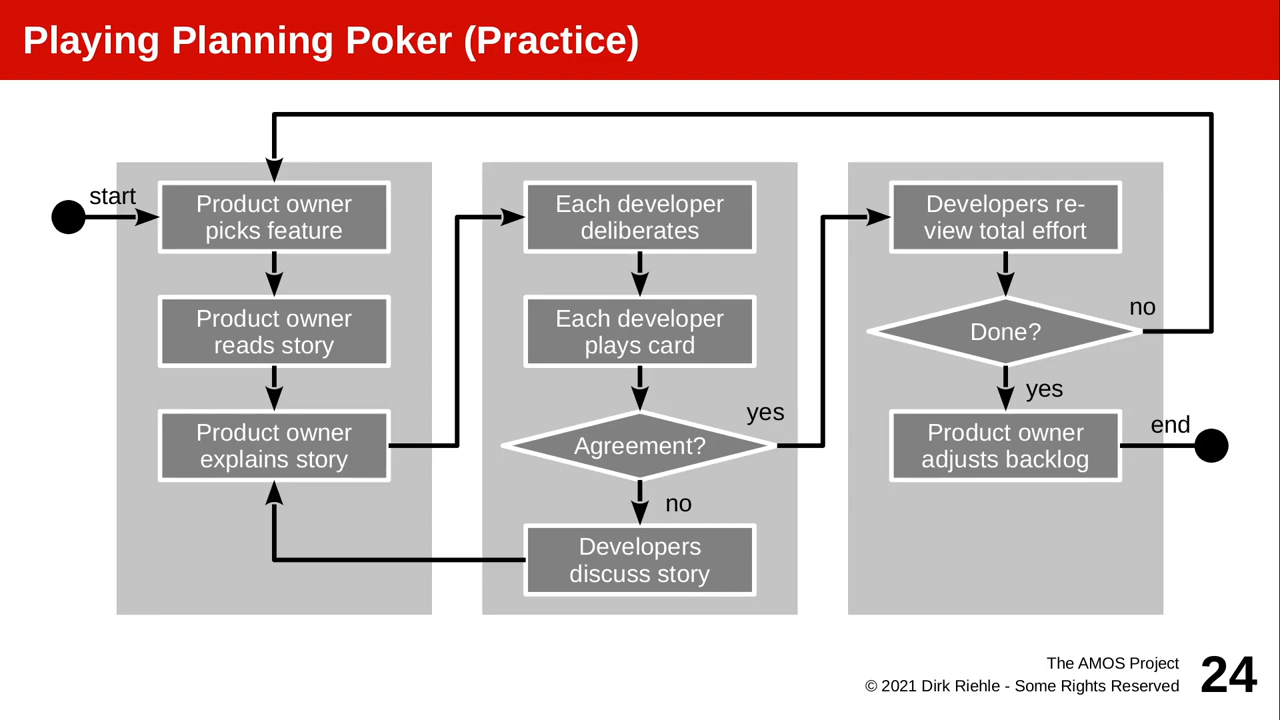 Playing Planning Poker (Practice)
start
Product owner
picks feature
Product owner
reads story
Product owner
explains story
Each developer
deliberates
Each developer
plays card
Agreement?
yes
no
Developers
discuss story
Developers re-
view total effort
Done?
no
yes
Product owner
adjusts backlog
end
The AMOS Project
© 2021 Dirk Riehle - Some Rights Reserved
24